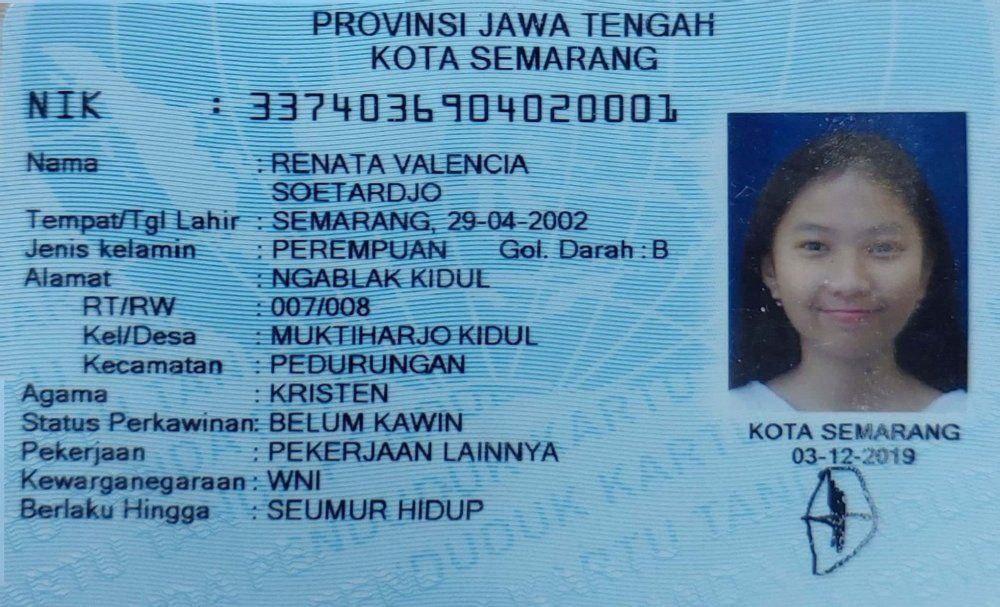 PROVINSI JAWA TENGAH
KOTA SEMARANG
NIK : 3374036904020001
Nama : RENATA VALENCIA
SOETARDJO
Tempat/Tgl Lahir : SEMARANG, 29-04-2002
Jenis kelamin : PEREMPUAN Gol. Darah : B
Alamat : NGABLAK KIDUL
RT/RW : 007/008
Kel/Desa : MUKTIHARJO KIDUL
Kecamatan : PEDURUNGAN
Agama : KRISTEN
Status Perkawinan: BELUM KAWIN
Pekerjaan : PEKERJAAN LAINNYA
Kewarganegaraan : WNI
Berlaku Hingga : SEUMUR HIDUP
KOTA SEMARANG
03-12-2019